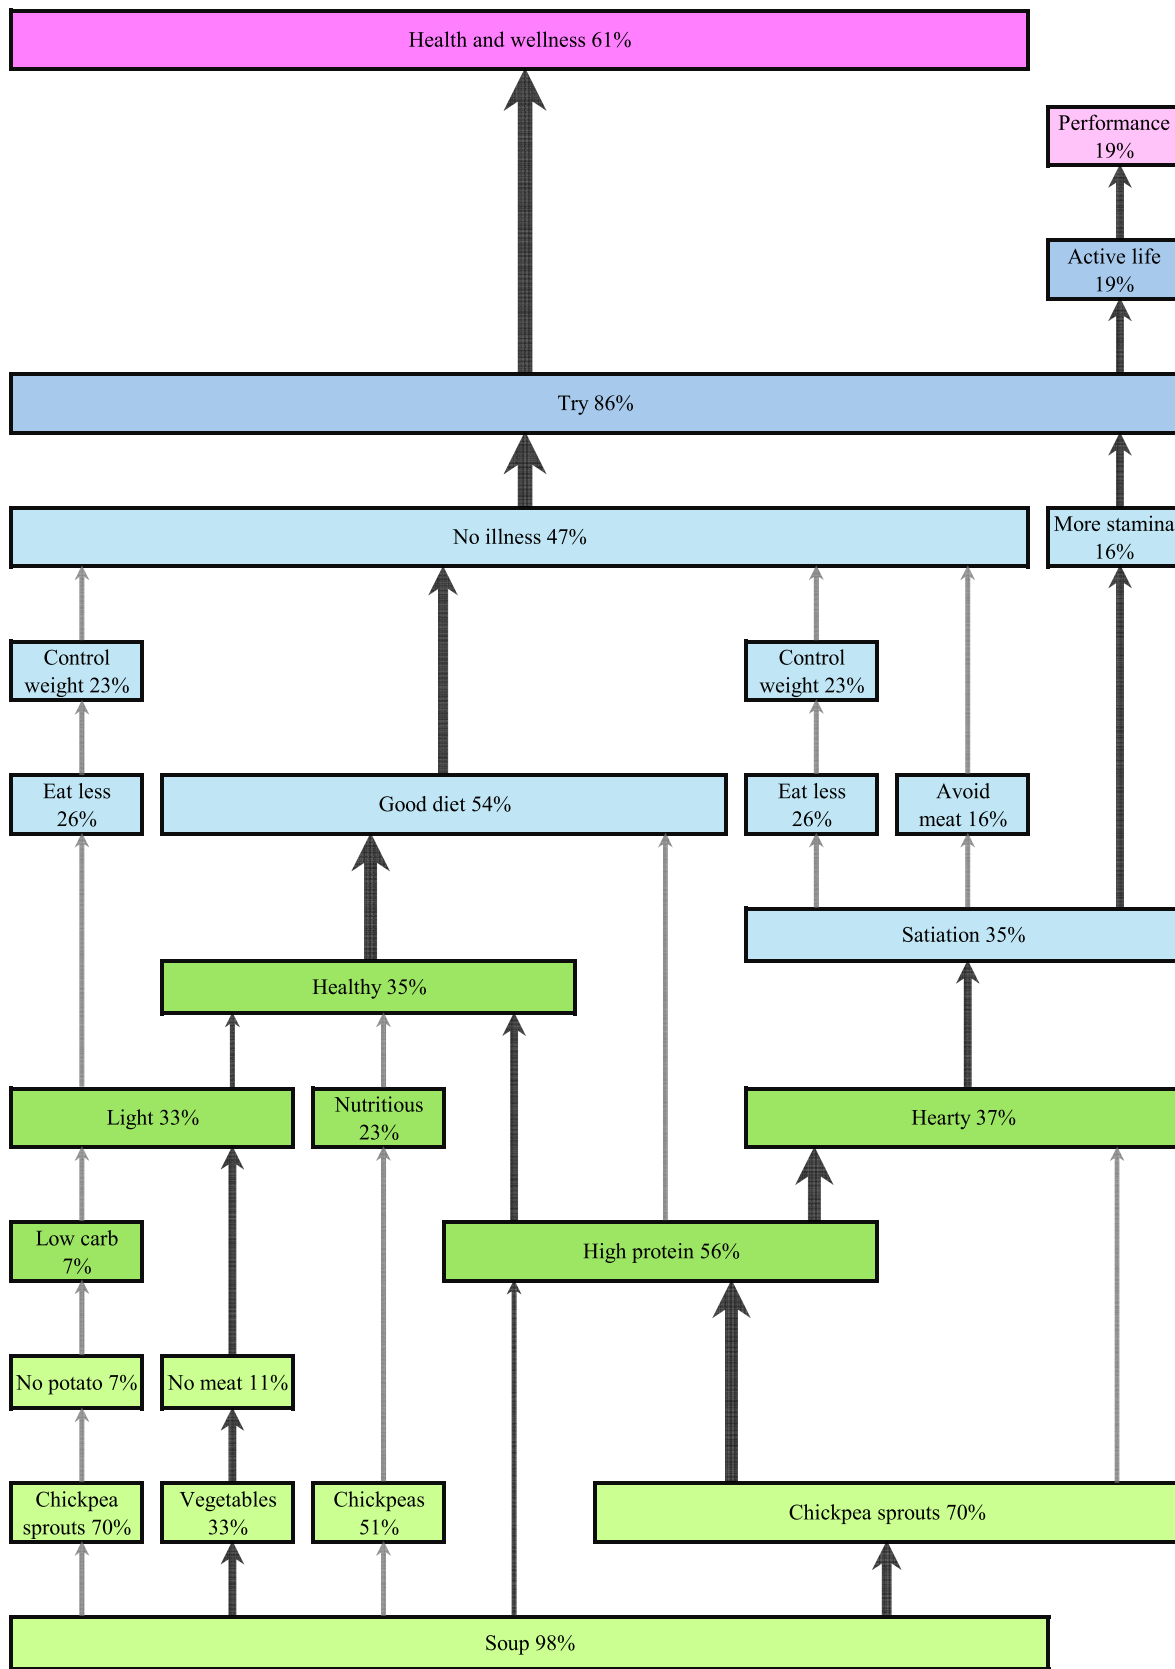 Health and wellness 61%
Performance
19%
Active life
19%
Try 86%
No illness 47%
More stamina
16%
Control
weight 23%
Control
weight 23%
Eat less
26%
Good diet 54%
Eat less
26%
Avoid
meat 16%
Satiation 35%
Healthy 35%
Light 33%
Nutritious
23%
Hearty 37%
Low carb
7%
High protein 56%
No potato 7%
No meat 11%
Chickpea
sprouts 70%
Vegetables
33%
Chickpeas
51%
Chickpea sprouts 70%
Soup 98%